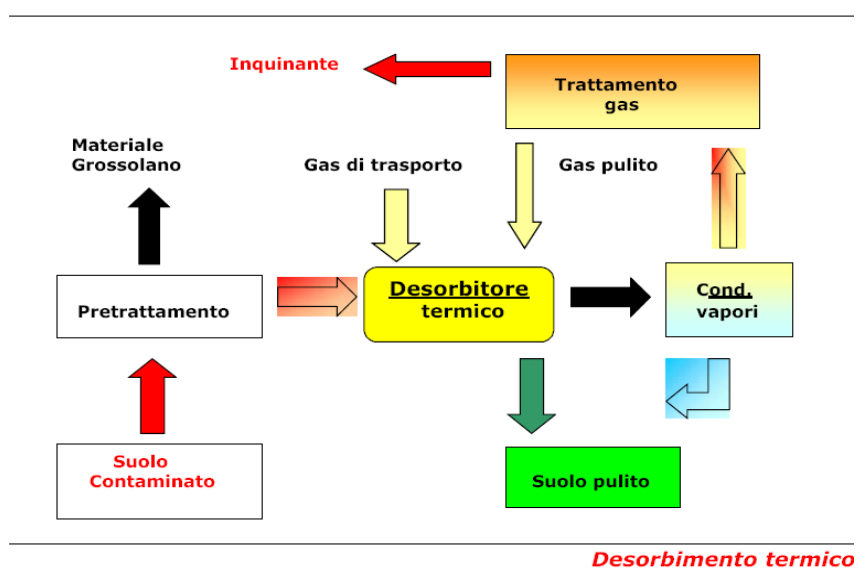 Inquinante
Trattamento
gas
Materiale
Grossolano
Gas di trasporto
Gas pulito
Pretrattamento
Desorbitore
termico
Cond.
vapori
Suolo
Contaminato
Suolo pulito
Desorbimento termico